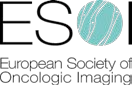 ESOI
European Society of
Oncologic Imaging